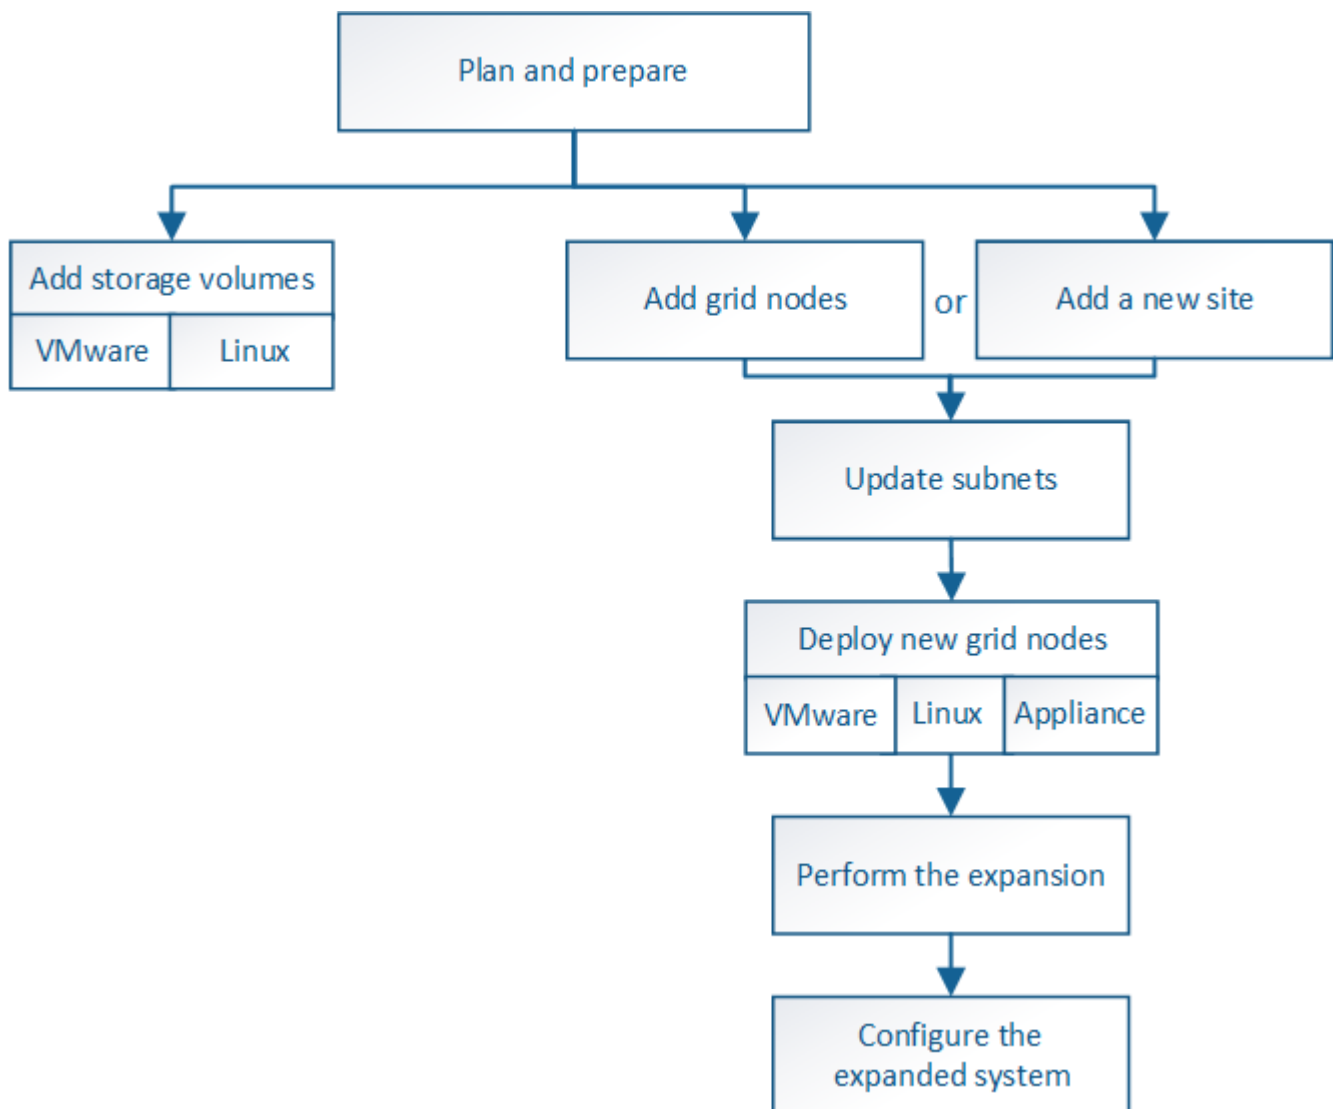 Plan and prepare
Add storage volumes
VMware
Linux
Add grid nodes
or
Add a new site
Update subnets
Deploy new grid nodes
VMware
Linux
Appliance
Perform the expansion
Configure the
expanded system